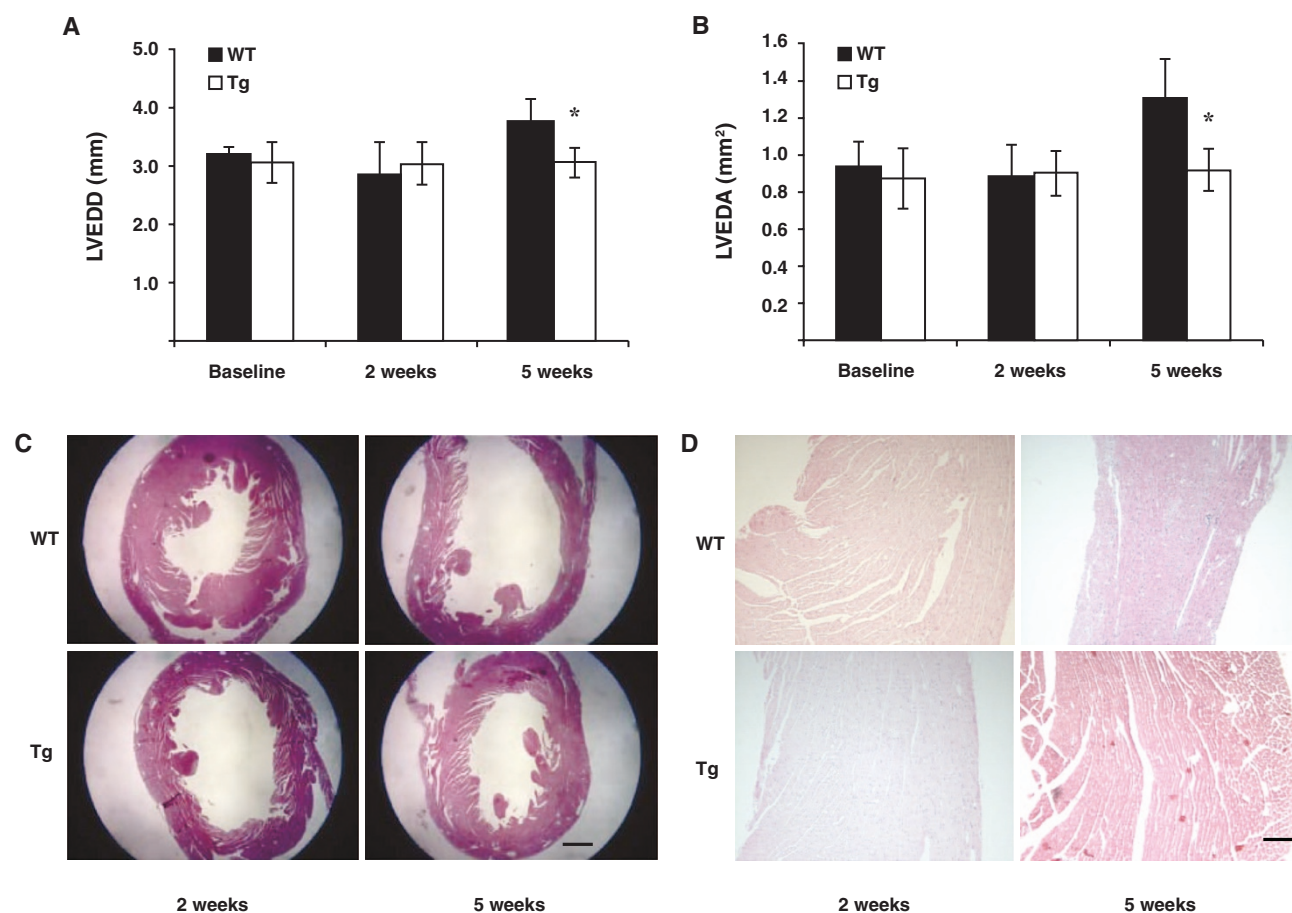 A
5.0
4.0
3.0
2.0
1.0
LVEDD (mm)
WT
Tg
*
Baseline 2 weeks 5 weeks
B
1.6
1.4
1.2
1.0
0.8
0.6
0.4
0.2
LVEDA (mm²)
WT
Tg
*
Baseline 2 weeks 5 weeks
C
WT
Tg
2 weeks 5 weeks
D
WT
Tg
2 weeks 5 weeks